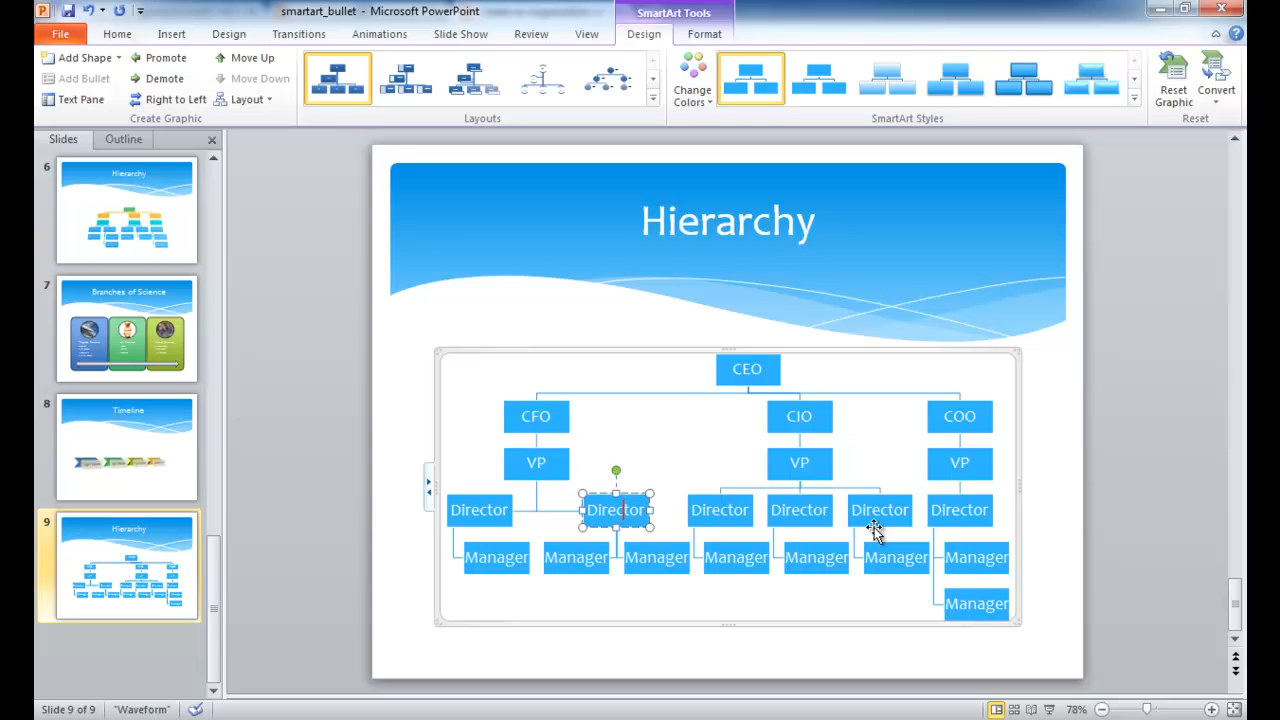 smartart_bullet - Microsoft PowerPoint
SmartArt Tools
File Home Insert Design Transitions Animations Slide Show Review View Design Format
Add Shape Promote Move Up
Add Bullet Demote Move Down
Text Pane Right to Left Layout
Create Graphic
Layouts
Change
Colors
SmartArt Styles
Reset
Graphic
Convert
Reset
Slides Outline
6
Hierarchy
7
Branches of Science
8
Timeline
9
Hierarchy
Hierarchy
CEO
CFO CIO COO
VP VP VP
Director Director Director Director Director Director
Manager Manager Manager Manager Manager Manager Manager
Manager
Slide 9 of 9 "Waveform" 78%